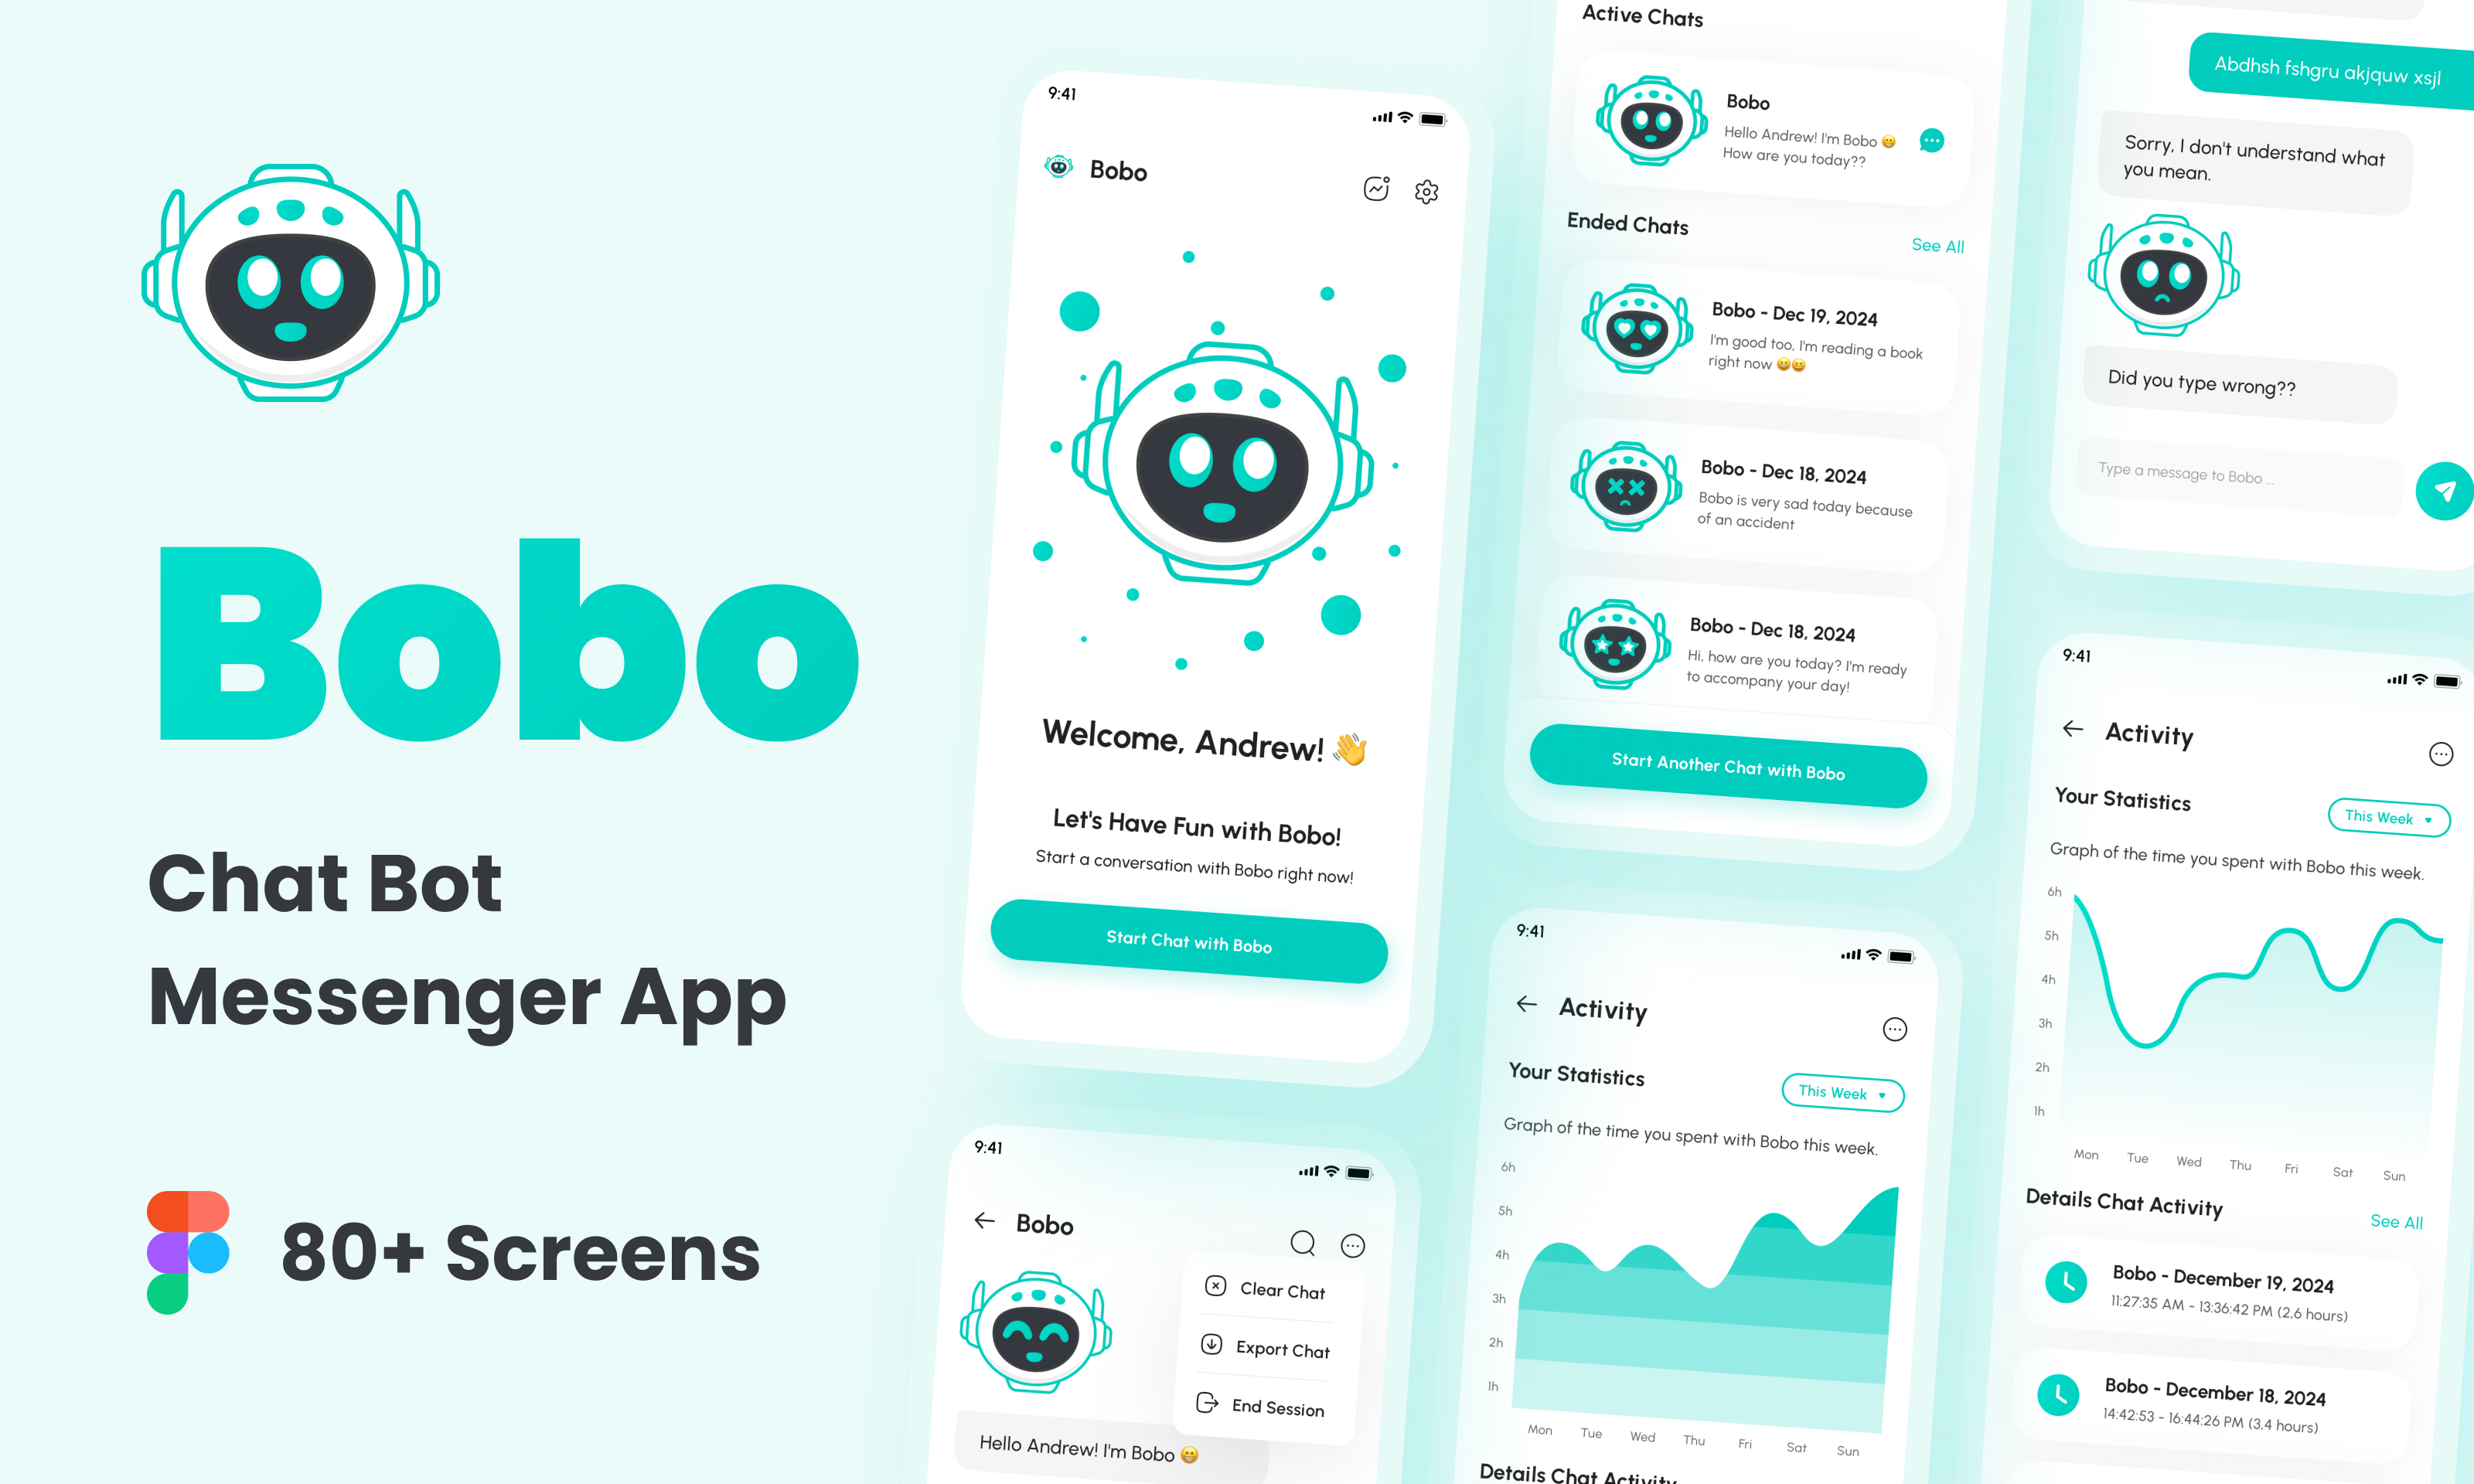 Bobo
Chat Bot
Messenger App
80+ Screens
9:41
Bobo
Welcome, Andrew! 👋
Let's Have Fun with Bobo!
Start a conversation with Bobo right now!
Start Chat with Bobo
9:41
Bobo
Clear Chat
Export Chat
End Session
Hello Andrew! I'm Bobo 😁
Active Chats
Bobo
Hello Andrew! I'm Bobo 😁
How are you today??
Ended Chats
See All
Bobo - Dec 19, 2024
I'm good too, I'm reading a book
right now 😆😆
Bobo - Dec 18, 2024
Bobo is very sad today because
of an accident
Bobo - Dec 18, 2024
Hi, how are you today? I'm ready
to accompany your day!
Start Another Chat with Bobo
9:41
Activity
Your Statistics
This Week
Graph of the time you spent with Bobo this week.
6h
5h
4h
3h
2h
1h
Mon Tue Wed Thu Fri Sat Sun
Details Chat Activity
Abdhsh fshgru akjquw xsjl
Sorry, I don't understand what
you mean.
Did you type wrong??
Type a message to Bobo ...
9:41
Activity
Your Statistics
This Week
Graph of the time you spent with Bobo this week.
6h
5h
4h
3h
2h
1h
Mon Tue Wed Thu Fri Sat Sun
Details Chat Activity
See All
Bobo - December 19, 2024
11:27:35 AM - 13:36:42 PM (2,6 hours)
Bobo - December 18, 2024
14:42:53 - 16:44:26 PM (3,4 hours)